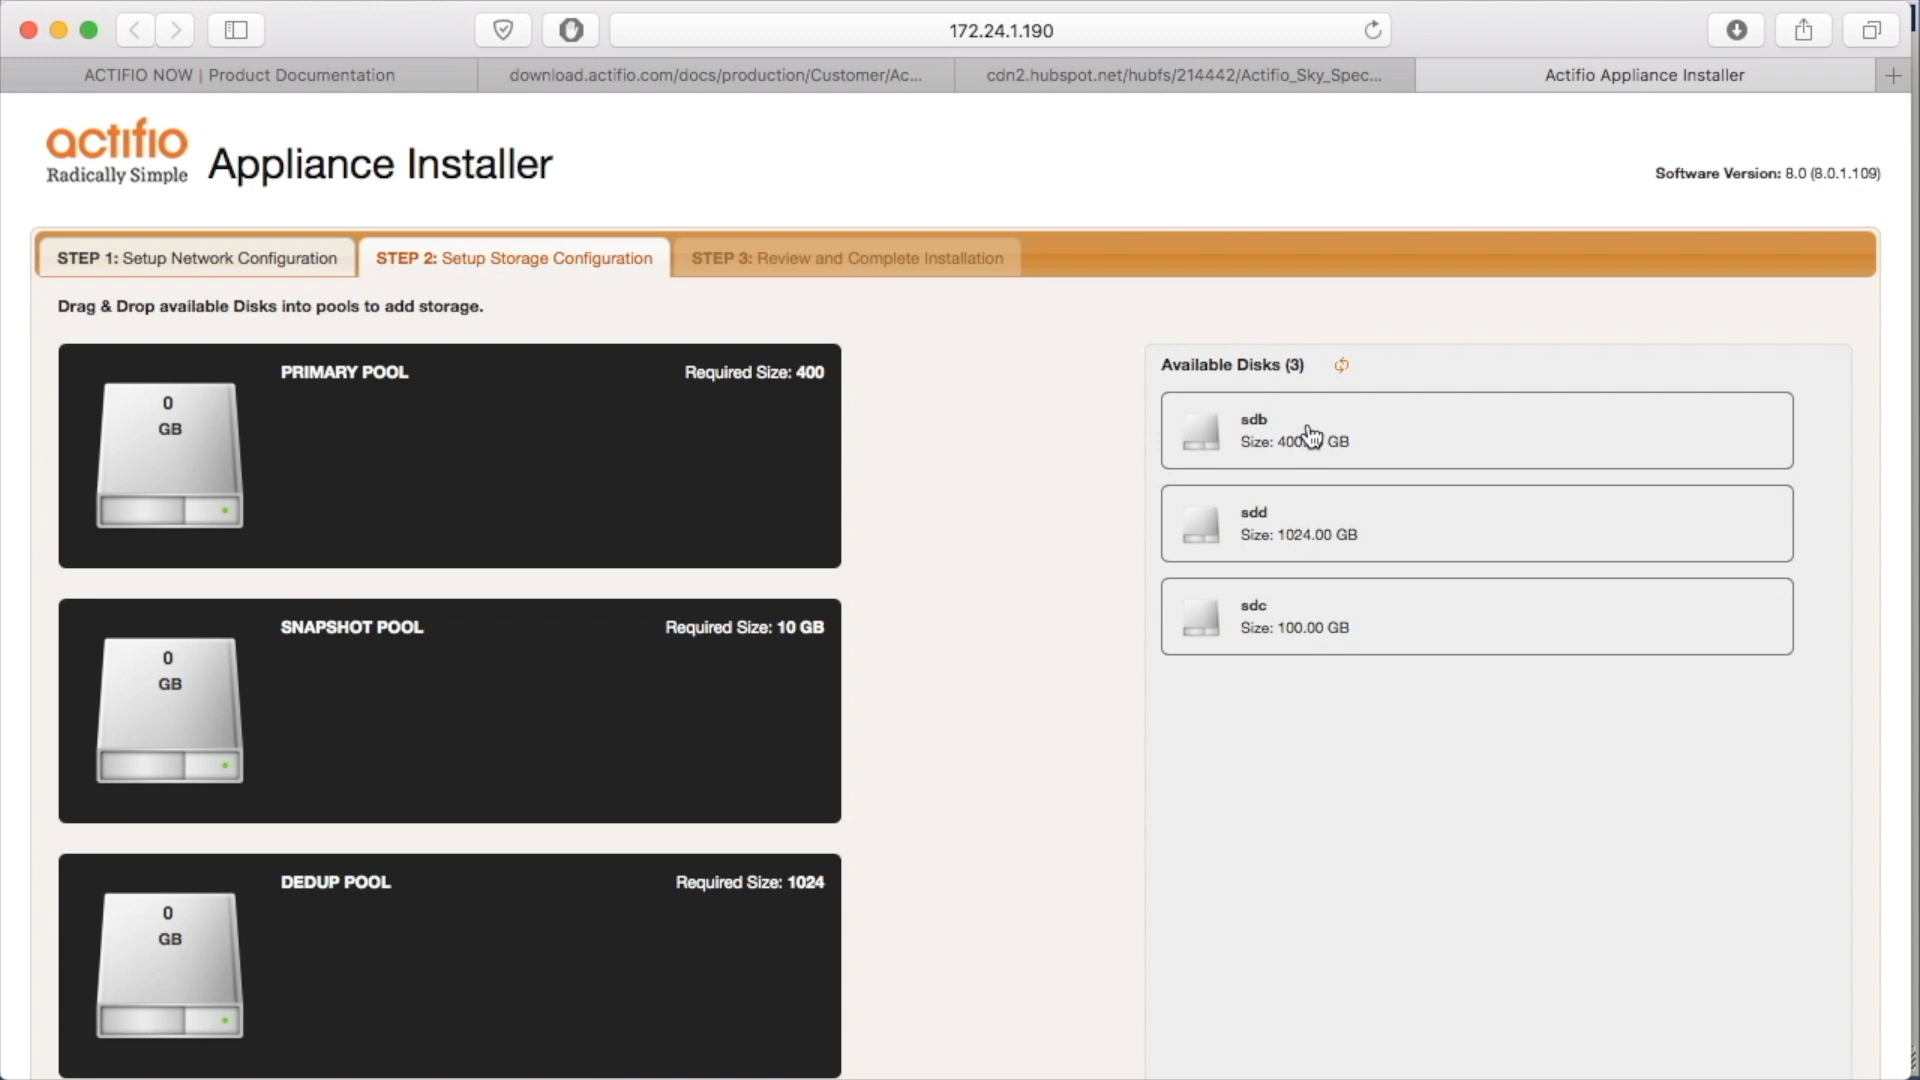 172.24.1.190
ACTIFIO NOW | Product Documentation
download.actifio.com/docs/production/Customer/Ac...
cdn2.hubspot.net/hubfs/214442/Actifio_Sky_Spec...
Actifio Appliance Installer
actifio
Radically Simple
Appliance Installer
Software Version: 8.0 (8.0.1.109)
STEP 1: Setup Network Configuration
STEP 2: Setup Storage Configuration
STEP 3: Review and Complete Installation
Drag & Drop available Disks into pools to add storage.
PRIMARY POOL
Required Size: 400
0
GB
SNAPSHOT POOL
Required Size: 10 GB
0
GB
DEDUP POOL
Required Size: 1024
0
GB
Available Disks (3)
sdb
Size: GB
sdd
Size: 1024.00 GB
sdc
Size: 100.00 GB